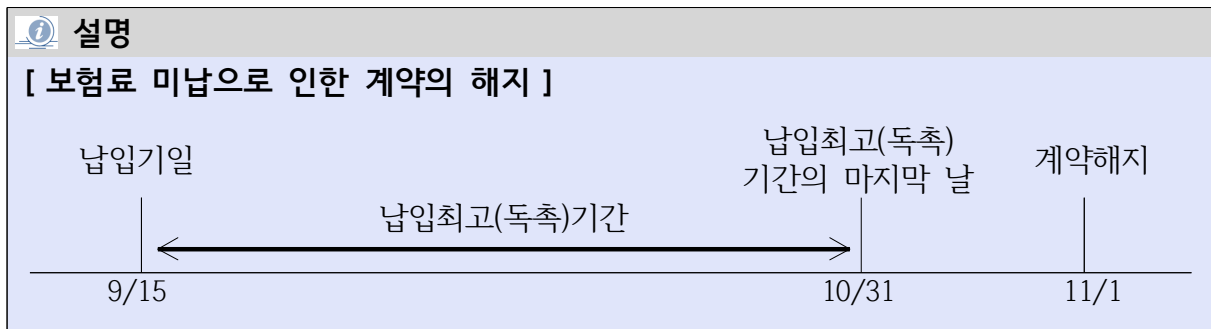 설명
[ 보험료 미납으로 인한 계약의 해지 ]
납입기일
납입최고(독촉)
기간의 마지막 날
계약해지
납입최고(독촉)기간
9/15
10/31
11/1